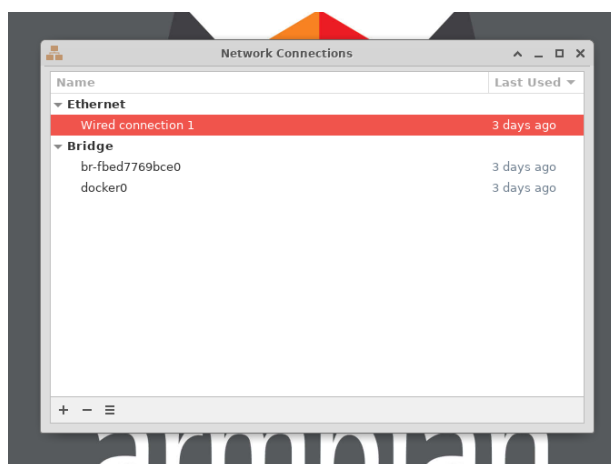 Network Connections
Name Last Used
Ethernet
Wired connection 1 3 days ago
Bridge
br-fbed7769bce0 3 days ago
docker0 3 days ago
armbian